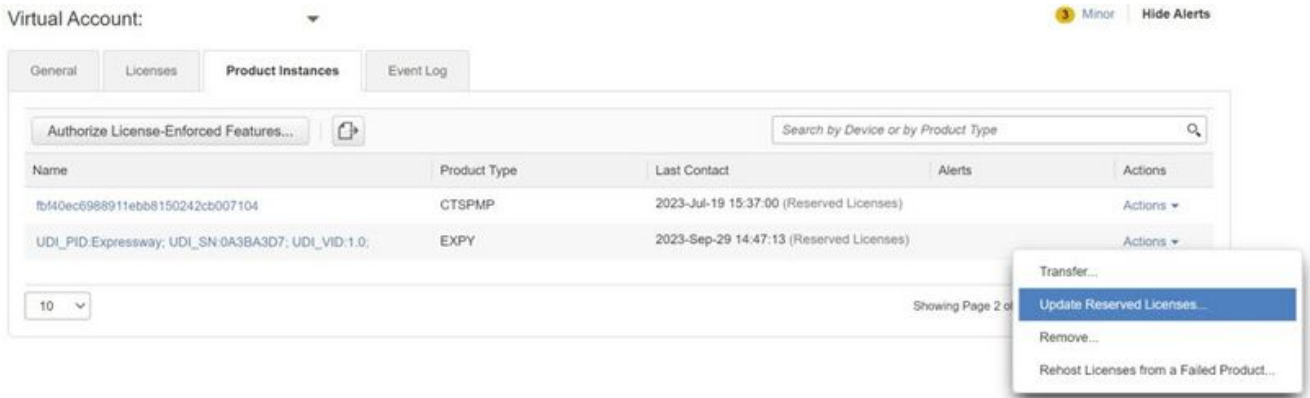 Virtual Account:
3 Minor Hide Alerts
General Licenses Product Instances Event Log
Authorize License-Enforced Features...
Search by Device or by Product Type
Name Product Type Last Contact Alerts Actions
fbf40ec6988911ebb8150242cb007104 CTSPMP 2023-Jul-19 15:37:00 (Reserved Licenses) Actions
UDI_PID:Expressway; UDI_SN:0A3BA3D7; UDI_VID:1.0; EXPY 2023-Sep-29 14:47:13 (Reserved Licenses) Actions
Transfer...
10 Showing Page 2 of Update Reserved Licenses...
Remove...
Rehost Licenses from a Failed Product...